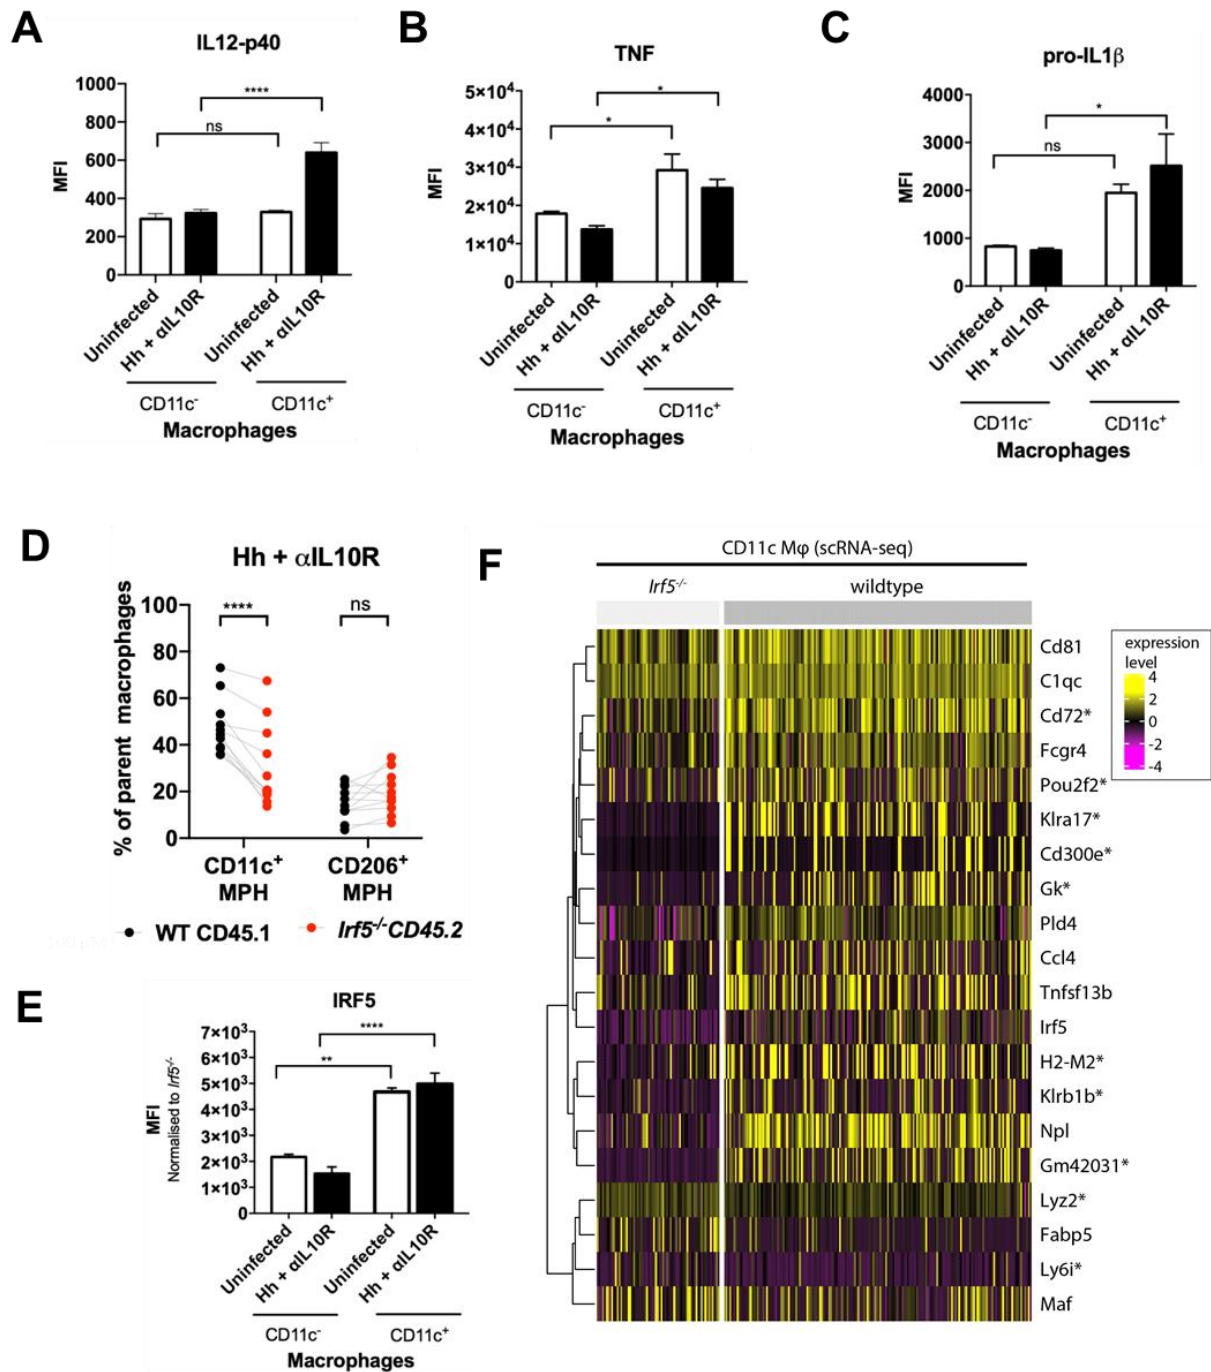 A
IL12-p40
MFI
1000
800
600
400
200
0
ns
****
Uninfected
Hh + αIL10R
Uninfected
Hh + αIL10R
CD11c⁻
CD11c⁺
Macrophages
B
TNF
MFI
5×10⁴
4×10⁴
3×10⁴
2×10⁴
1×10⁴
0
*
*
Uninfected
Hh + αIL10R
Uninfected
Hh + αIL10R
CD11c⁻
CD11c⁺
Macrophages
C
pro-IL1β
MFI
4000
3000
2000
1000
0
ns
*
Uninfected
Hh + αIL10R
Uninfected
Hh + αIL10R
CD11c⁻
CD11c⁺
Macrophages
D
Hh + αIL10R
% of parent macrophages
100
80
60
40
20
0
****
ns
CD11c⁺
MPH
CD206⁺
MPH
WT CD45.1
Irf5⁻/⁻CD45.2
E
IRF5
MFI
Normalised to Irf5⁻/⁻
7×10³
6×10³
5×10³
4×10³
3×10³
2×10³
1×10³
0
**
****
Uninfected
Hh + αIL10R
Uninfected
Hh + αIL10R
CD11c⁻
CD11c⁺
Macrophages
F
CD11c Mφ (scRNA-seq)
Irf5⁻/⁻
wildtype
Cd81
C1qc
Cd72*
Fcgr4
Pou2f2*
Klra17*
Cd300e*
Gk*
Pld4
Ccl4
Tnfsf13b
Irf5
H2-M2*
Klrb1b*
Npl
Gm42031*
Lyz2*
Fabp5
Ly6i*
Maf
expression
level
4
2
0
-2
-4